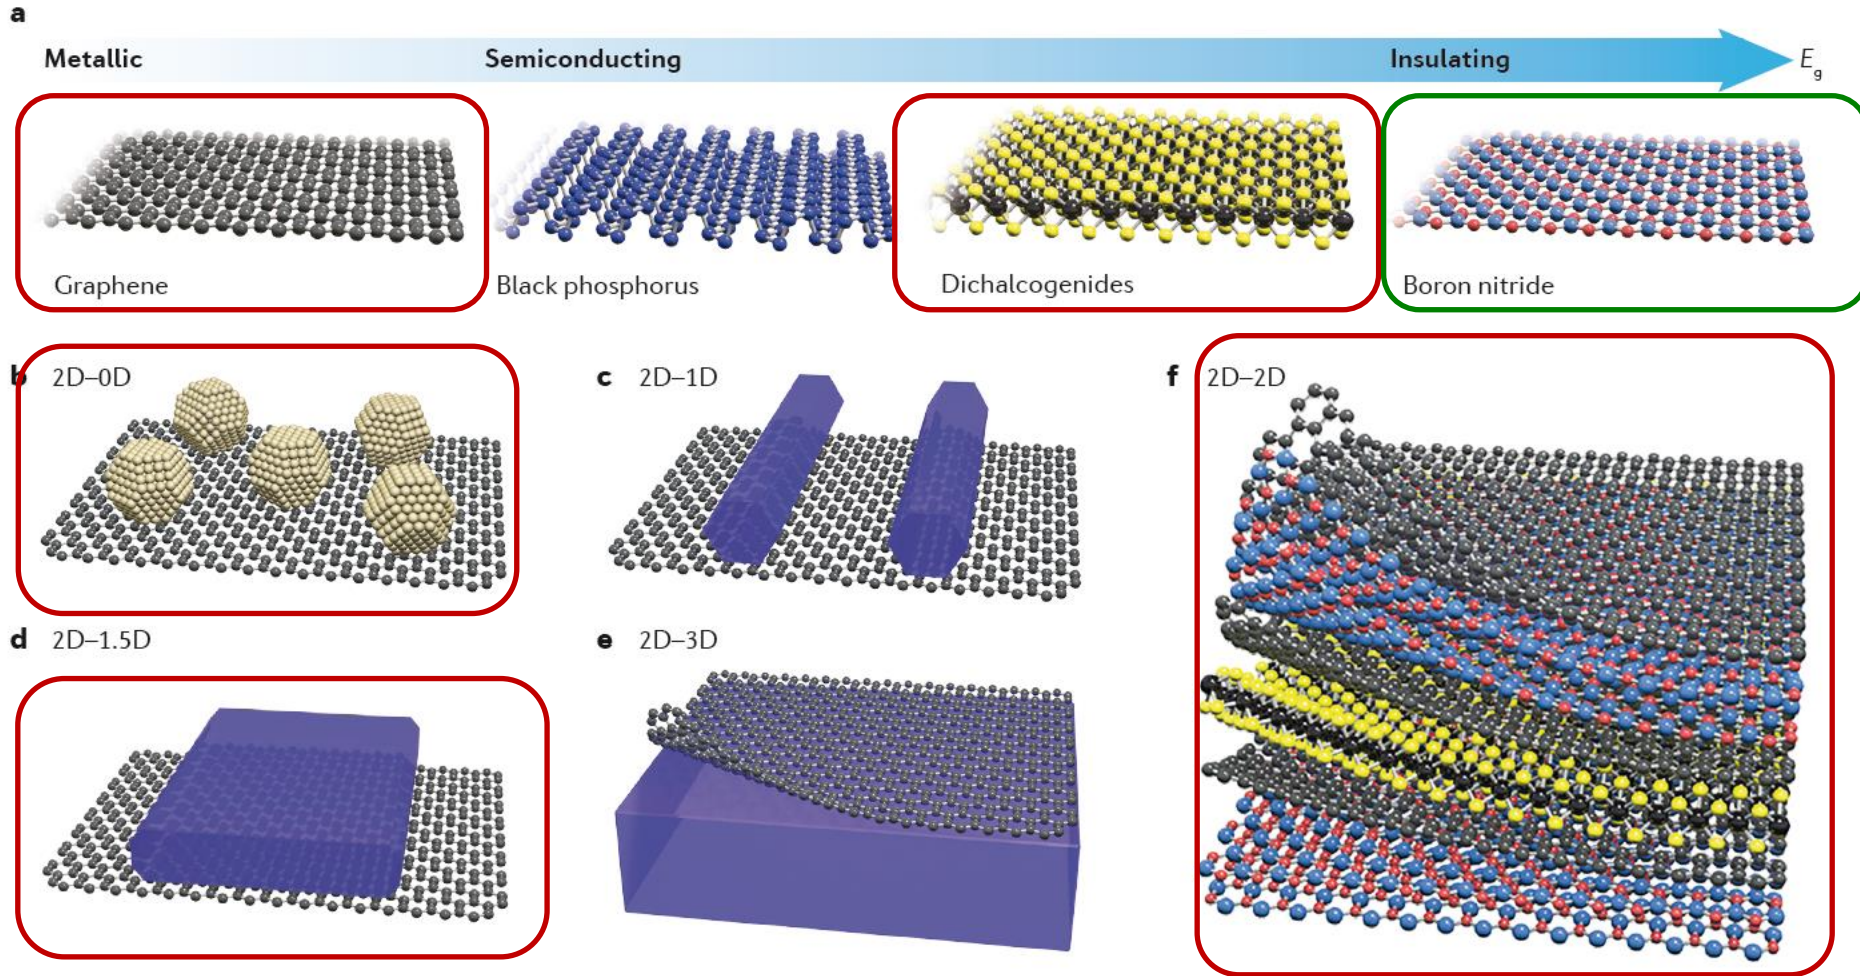 a
Metallic Semiconducting Insulating E_g
Graphene Black phosphorus Dichalcogenides Boron nitride
b 2D–0D c 2D–1D f 2D–2D
d 2D–1.5D e 2D–3D